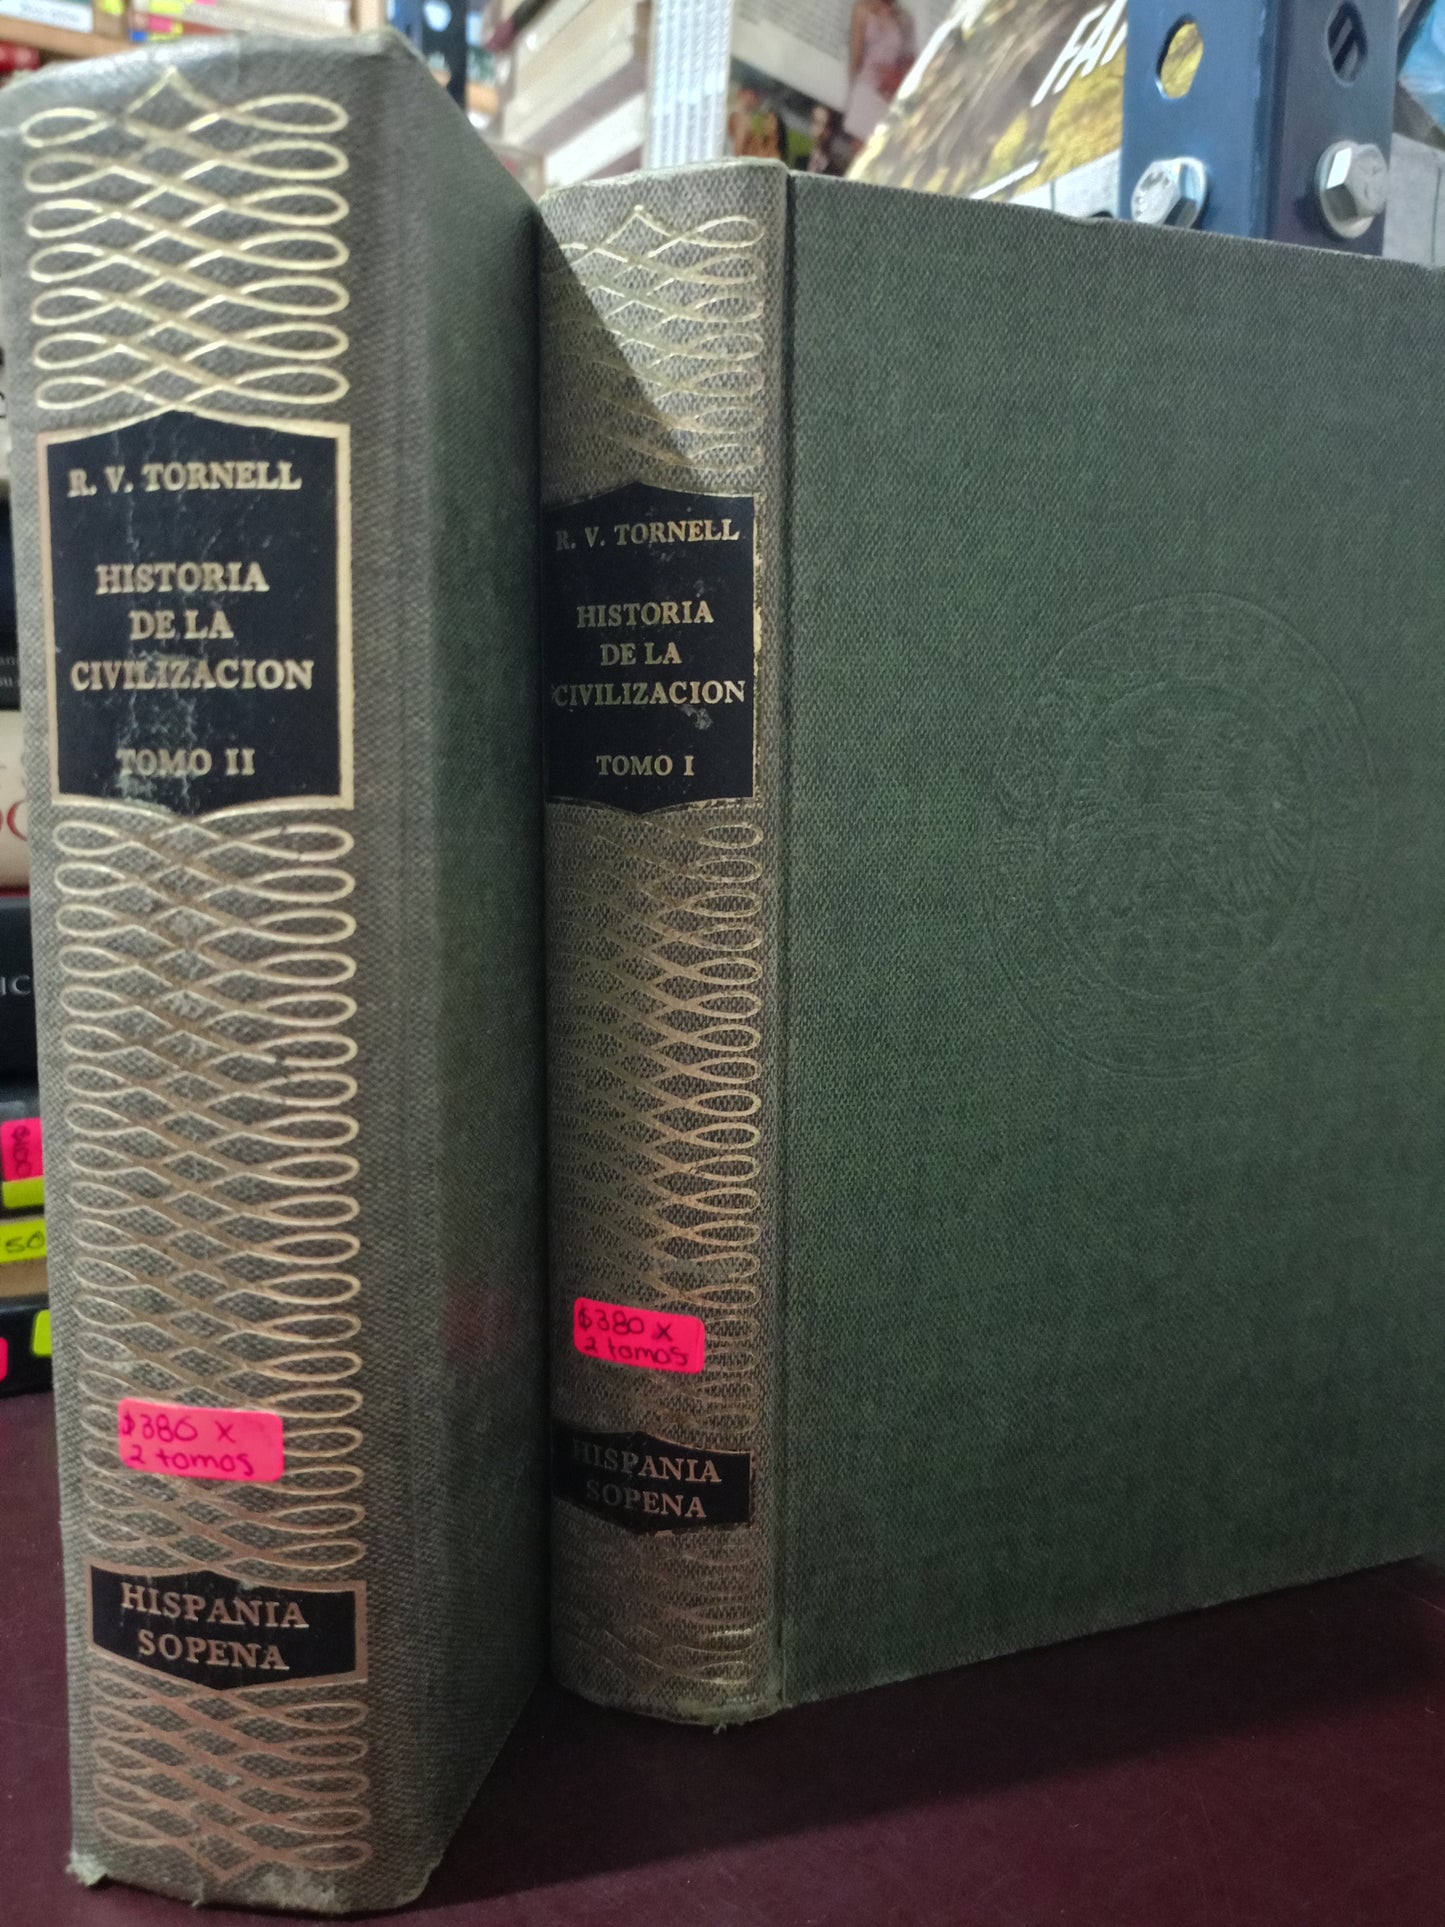 R. V. TORNELL
HISTORIA
DE LA
CIVILIZACION
TOMO II
$380 x
2 tomos
HISPANIA
SOPENA
R. V. TORNELL
HISTORIA
DE LA
CIVILIZACION
TOMO I
$380 x
2 tomos
HISPANIA
SOPENA
FA